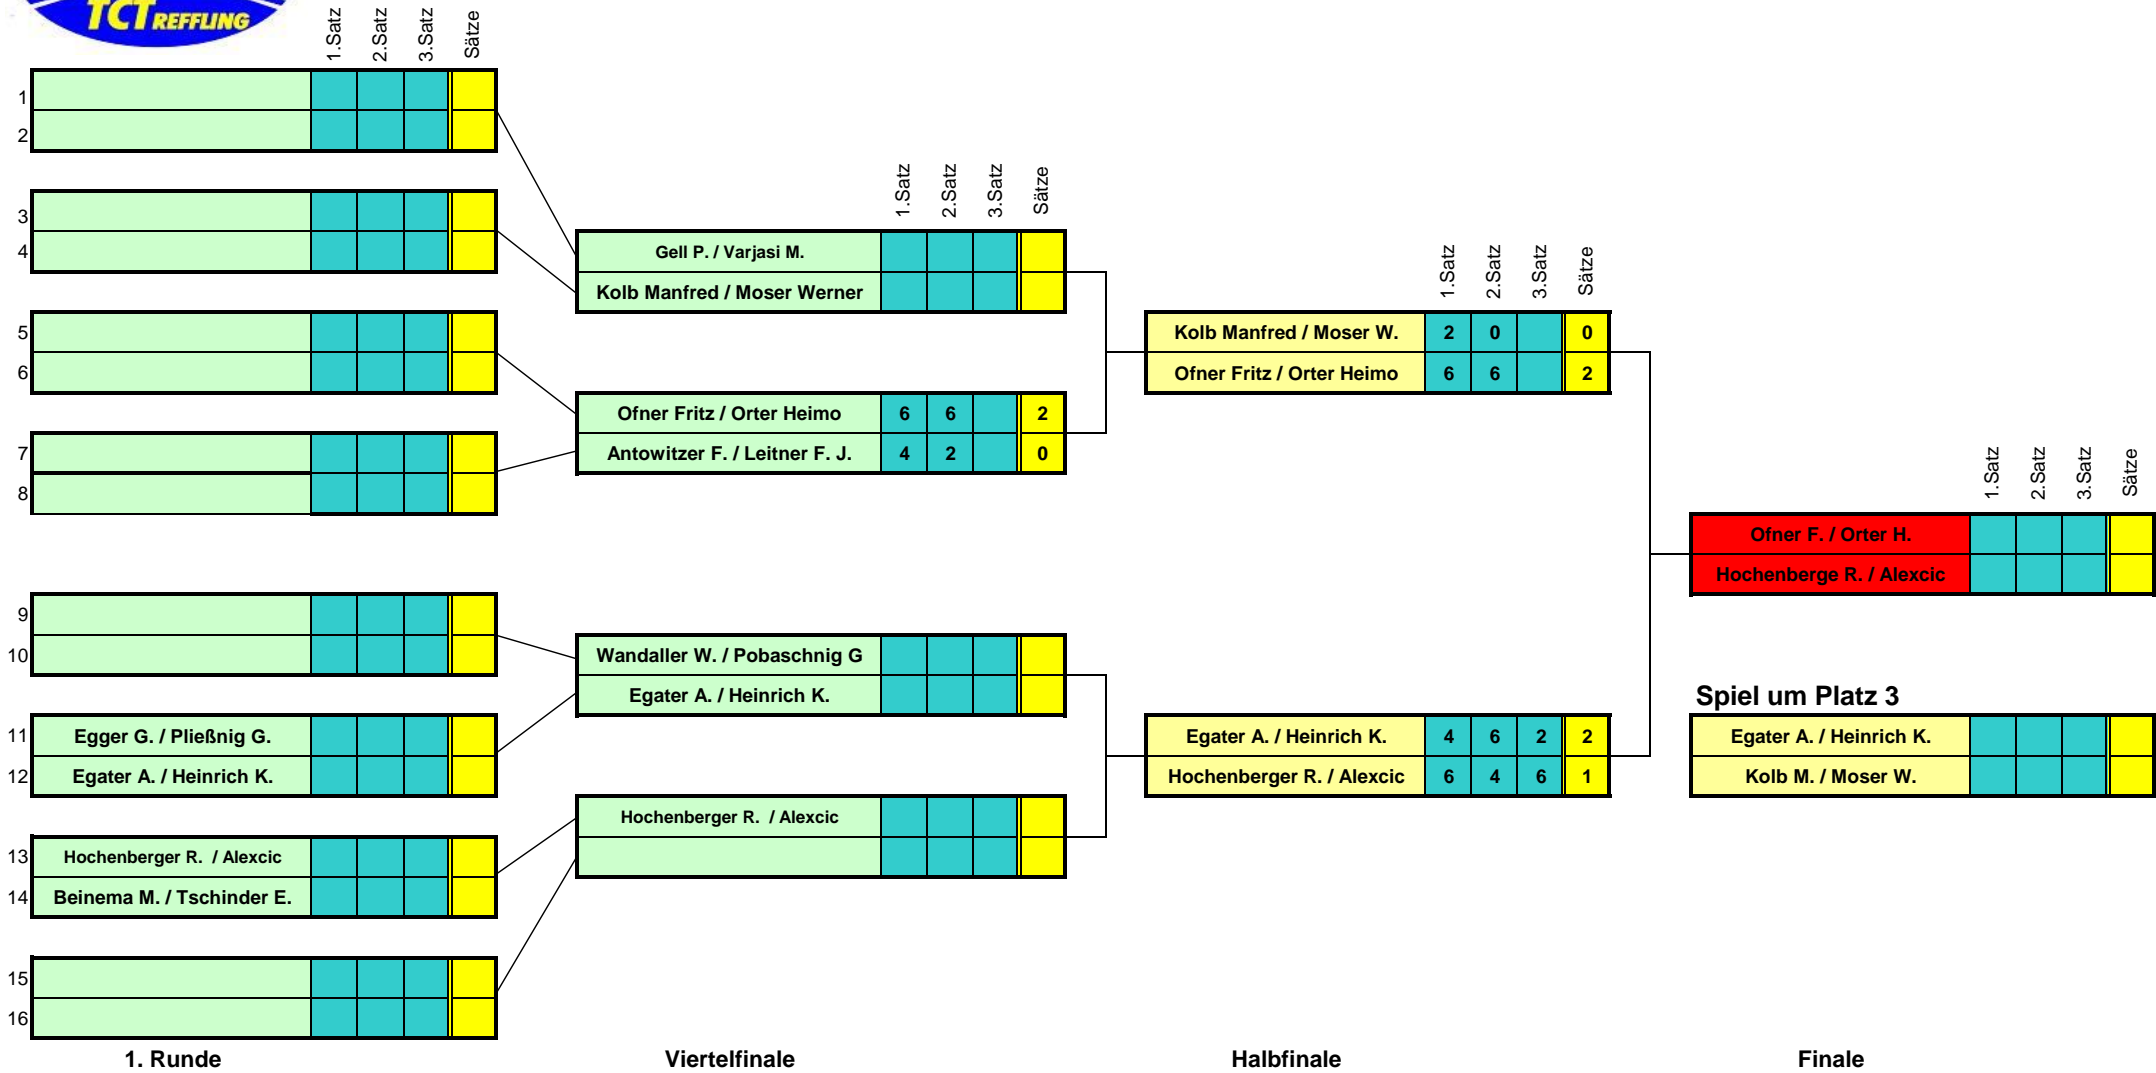 TCTREFFLING
1.Satz 2.Satz 3.Satz Sätze
1
2
3
4
5
6
7
8
9
10
11 Egger G. / Pließnig G.
12 Egater A. / Heinrich K.
13 Hochenberger R. / Alexcic
14 Beinema M. / Tschinder E.
15
16
1. Runde
1.Satz 2.Satz 3.Satz Sätze
Gell P. / Varjasi M.
Kolb Manfred / Moser Werner
Ofner Fritz / Orter Heimo 6 6 2
Antowitzer F. / Leitner F. J. 4 2 0
Wandaller W. / Pobaschnig G
Egater A. / Heinrich K.
Hochenberger R. / Alexcic
Viertelfinale
1.Satz 2.Satz 3.Satz Sätze
Kolb Manfred / Moser W. 2 0 0
Ofner Fritz / Orter Heimo 6 6 2
Egater A. / Heinrich K. 4 6 2 2
Hochenberger R. / Alexcic 6 4 6 1
Halbfinale
1.Satz 2.Satz 3.Satz Sätze
Ofner F. / Orter H.
Hochenberge R. / Alexcic
Spiel um Platz 3
Egater A. / Heinrich K.
Kolb M. / Moser W.
Finale